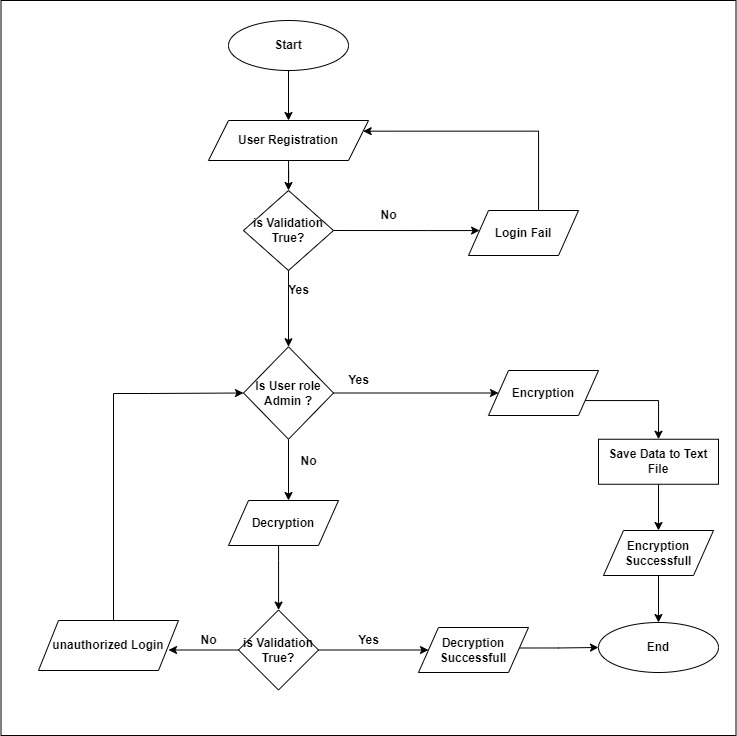 Start
User Registration
is Validation
True?
No
Login Fail
Yes
Is User role
Admin ?
Yes
Encryption
Save Data to Text
File
No
Decryption
Encryption
Successfull
unauthorized Login
No
is Validation
True?
Yes
Decryption
Successfull
End